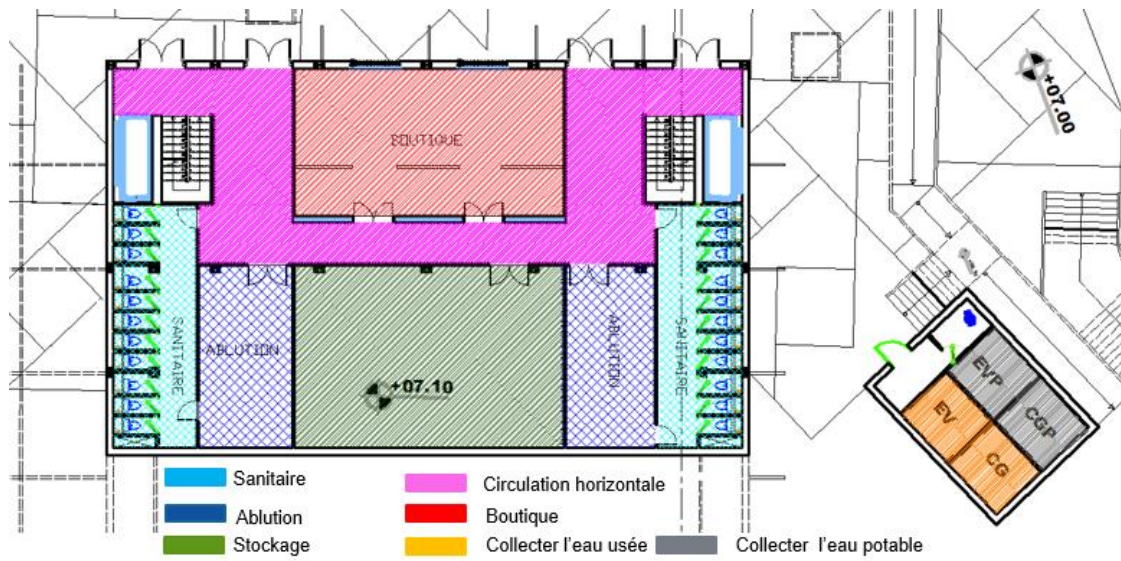 BOUTIQUE
+07.00
SANITAIRE
ABLUTION
+07.10
ABLUTION
SANITAIRE
EVP
CGP
EV
CG
Sanitaire
Circulation horizontale
Ablution
Boutique
Stockage
Collecter l'eau usée
Collecter l'eau potable